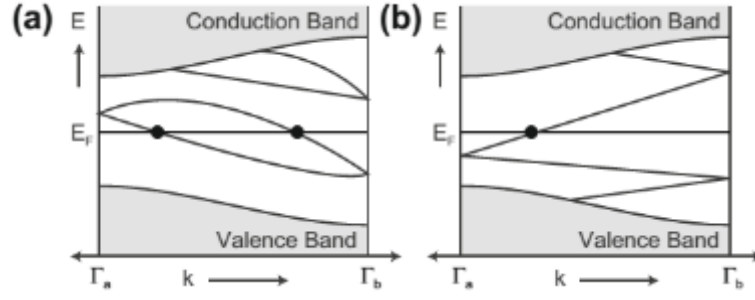 (a) E Conduction Band
E_F
Valence Band
Γ_a k Γ_b
(b) E Conduction Band
E_F
Valence Band
Γ_a k Γ_b